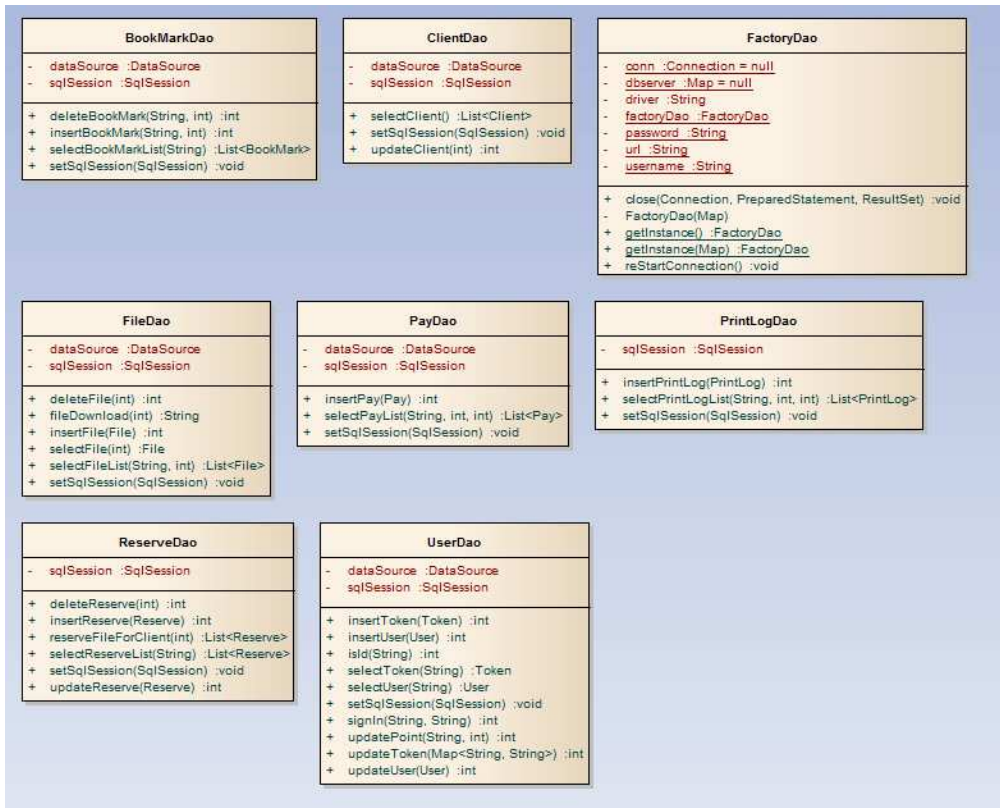 BookMarkDao
- dataSource :DataSource
- sqlSession :SqlSession
+ deleteBookMark(String, int) :int
+ insertBookMark(String, int) :int
+ selectBookMarkList(String) :List<BookMark>
+ setSqlSession(SqlSession) :void
ClientDao
- dataSource :DataSource
- sqlSession :SqlSession
+ selectClient() :List<Client>
+ setSqlSession(SqlSession) :void
+ updateClient(int) :int
FactoryDao
- conn :Connection = null
- dbserver :Map = null
- driver :String
- factoryDao :FactoryDao
- password :String
- url :String
- username :String
+ close(Connection, PreparedStatement, ResultSet) :void
- FactoryDao(Map)
+ getInstance() :FactoryDao
+ getInstance(Map) :FactoryDao
+ reStartConnection() :void
FileDao
- dataSource :DataSource
- sqlSession :SqlSession
+ deleteFile(int) :int
+ fileDownload(int) :String
+ insertFile(File) :int
+ selectFile(int) :File
+ selectFileList(String, int) :List<File>
+ setSqlSession(SqlSession) :void
PayDao
- dataSource :DataSource
- sqlSession :SqlSession
+ insertPay(Pay) :int
+ selectPayList(String, int, int) :List<Pay>
+ setSqlSession(SqlSession) :void
PrintLogDao
- sqlSession :SqlSession
+ insertPrintLog(PrintLog) :int
+ selectPrintLogList(String, int, int) :List<PrintLog>
+ setSqlSession(SqlSession) :void
ReserveDao
- sqlSession :SqlSession
+ deleteReserve(int) :int
+ insertReserve(Reserve) :int
+ reserveFileForClient(int) :List<Reserve>
+ selectReserveList(String) :List<Reserve>
+ setSqlSession(SqlSession) :void
+ updateReserve(Reserve) :int
UserDao
- dataSource :DataSource
- sqlSession :SqlSession
+ insertToken(Token) :int
+ insertUser(User) :int
+ isId(String) :int
+ selectToken(String) :Token
+ selectUser(String) :User
+ setSqlSession(SqlSession) :void
+ signIn(String, String) :int
+ updatePoint(String, int) :int
+ updateToken(Map<String, String>) :int
+ updateUser(User) :int